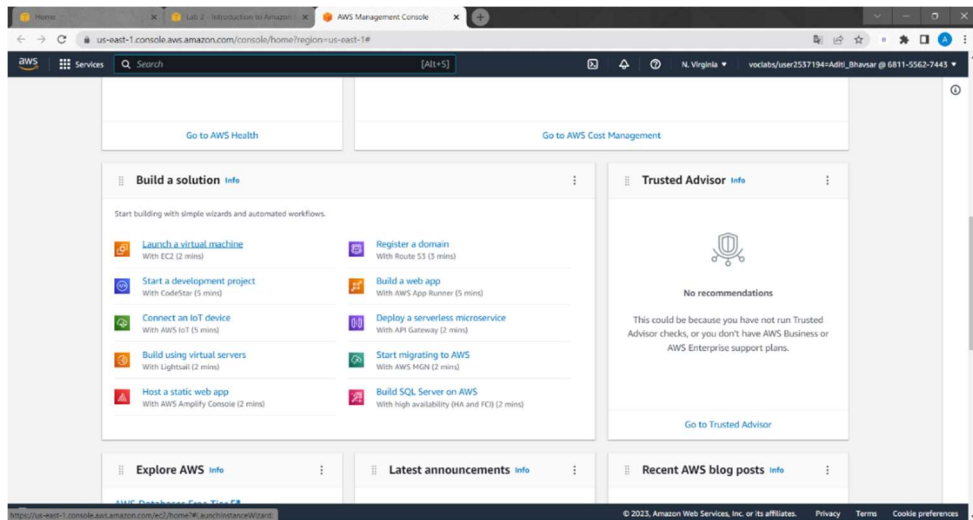 Home
Lab 2 - Introduction to Amazon
AWS Management Console
us-east-1.console.aws.amazon.com/console/home?region=us-east-1#
aws Services Search [Alt+S] N. Virginia voclabs/user2537194=Aditi_Bhavsar @ 6811-5562-7443
Go to AWS Health
Go to AWS Cost Management
Build a solution Info
Start building with simple wizards and automated workflows.
Launch a virtual machine
With EC2 (2 mins)
Start a development project
With CodeStar (5 mins)
Connect an IoT device
With AWS IoT (5 mins)
Build using virtual servers
With Lightsail (2 mins)
Host a static web app
With AWS Amplify Console (2 mins)
Register a domain
With Route 53 (3 mins)
Build a web app
With AWS App Runner (5 mins)
Deploy a serverless microservice
With API Gateway (2 mins)
Start migrating to AWS
With AWS MGN (2 mins)
Build SQL Server on AWS
With high availability (HA and FCI) (2 mins)
Trusted Advisor Info
No recommendations
This could be because you have not run Trusted
Advisor checks, or you don't have AWS Business or
AWS Enterprise support plans.
Go to Trusted Advisor
Explore AWS Info
Latest announcements Info
Recent AWS blog posts Info
AWS Databases Free Tier
https://us-east-1.console.aws.amazon.com/ec2/home?#LaunchInstanceWizard:
© 2023, Amazon Web Services, Inc. or its affiliates. Privacy Terms Cookie preferences